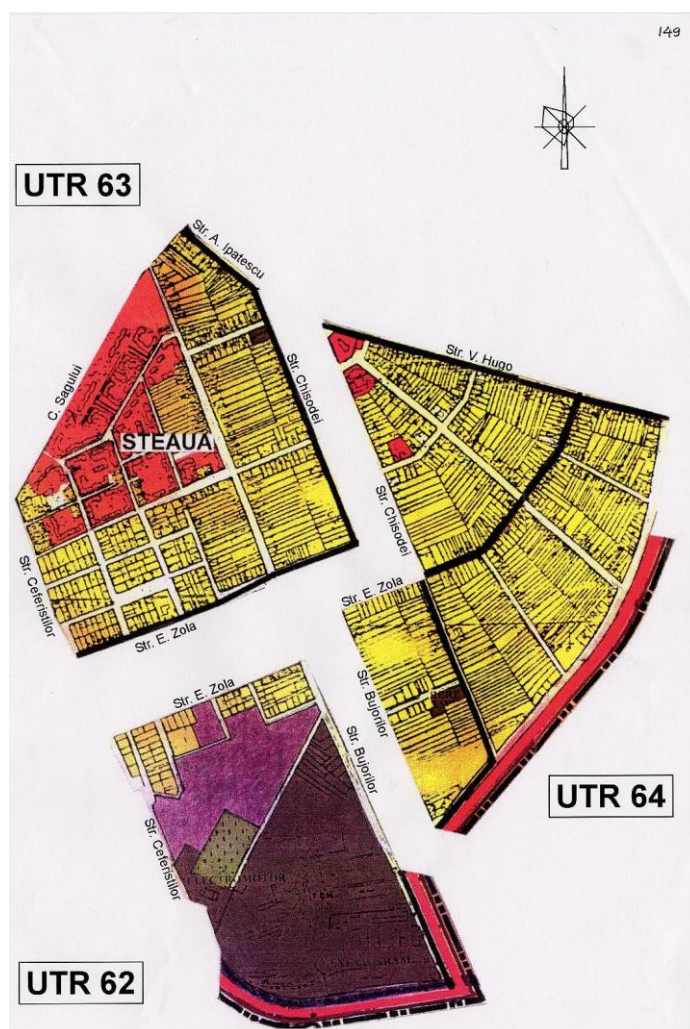 149
UTR 63
Str. A. Ipatescu
Str. V. Hugo
C. Sagului
Str. Chisodei
STEAUA
Str. Chisodei
Str. Ceferistilor
Str. E. Zola
Str. E. Zola
Str. E. Zola
Str. Bujorilor
Str. Bujorilor
UTR 64
Str. Ceferistilor
ELECTROMOTOR
UTR 62